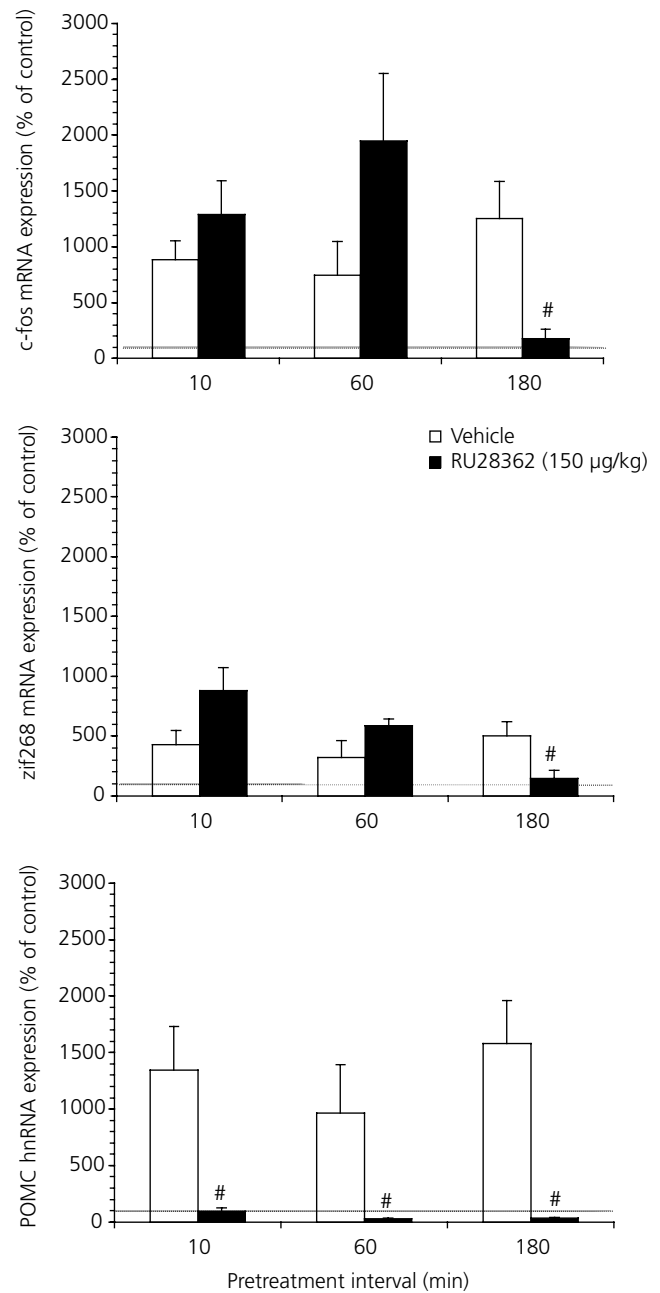 c-fos mRNA expression (% of control)
3000
2500
2000
1500
1000
500
0
#
10 60 180
zif268 mRNA expression (% of control)
3000
2500
2000
1500
1000
500
0
Vehicle
RU28362 (150 µg/kg)
#
10 60 180
POMC hnRNA expression (% of control)
3000
2500
2000
1500
1000
500
0
# # #
10 60 180
Pretreatment interval (min)